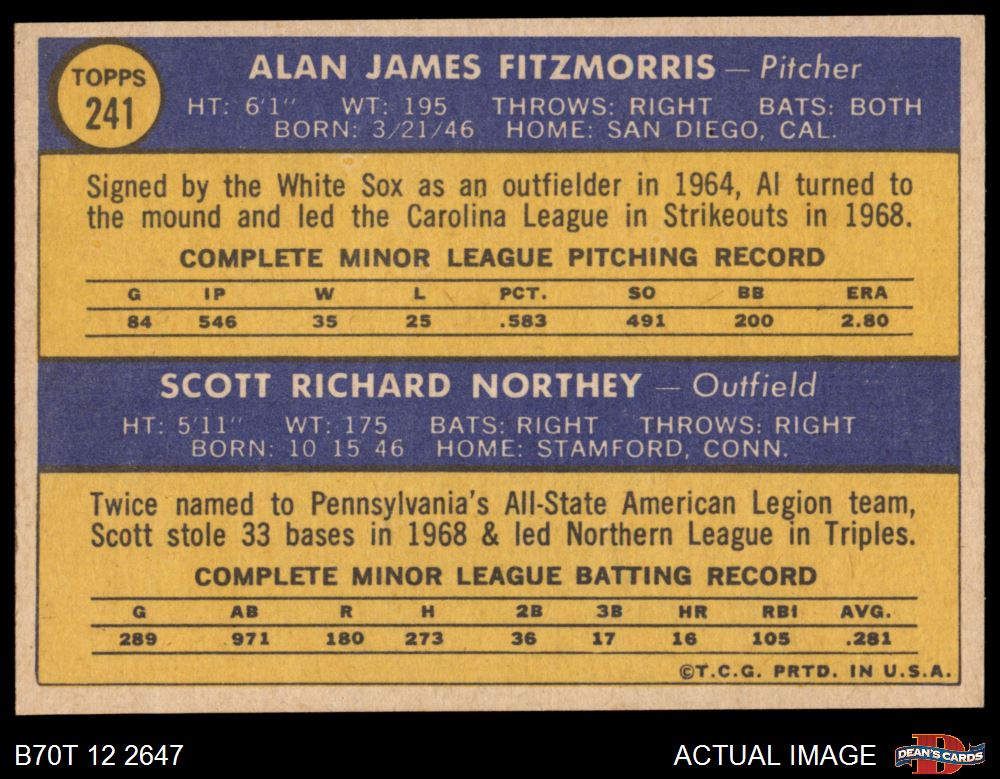 TOPPS
241
ALAN JAMES FITZMORRIS — Pitcher
HT: 6'1" WT: 195 THROWS: RIGHT BATS: BOTH
BORN: 3/21/46 HOME: SAN DIEGO, CAL.
Signed by the White Sox as an outfielder in 1964, Al turned to
the mound and led the Carolina League in Strikeouts in 1968.
COMPLETE MINOR LEAGUE PITCHING RECORD
G IP W L PCT. SO BB ERA
84 546 35 25 .583 491 200 2.80
SCOTT RICHARD NORTHEY — Outfield
HT: 5'11" WT: 175 BATS: RIGHT THROWS: RIGHT
BORN: 10 15 46 HOME: STAMFORD, CONN.
Twice named to Pennsylvania's All-State American Legion team,
Scott stole 33 bases in 1968 & led Northern League in Triples.
COMPLETE MINOR LEAGUE BATTING RECORD
G AB R H 2B 3B HR RBI AVG.
289 971 180 273 36 17 16 105 .281
©T.C.G. PRTD. IN U.S.A.
B70T 12 2647 ACTUAL IMAGE DEAN'S CARDS